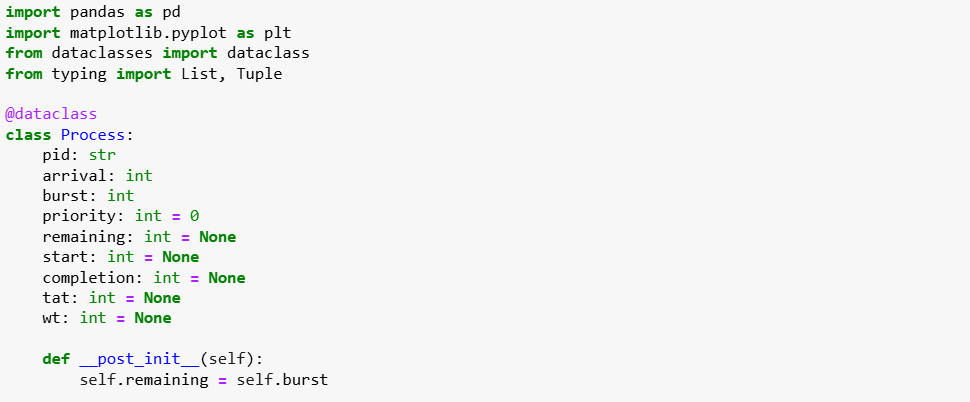 import pandas as pd
import matplotlib.pyplot as plt
from dataclasses import dataclass
from typing import List, Tuple

@dataclass
class Process:
    pid: str
    arrival: int
    burst: int
    priority: int = 0
    remaining: int = None
    start: int = None
    completion: int = None
    tat: int = None
    wt: int = None

    def __post_init__(self):
        self.remaining = self.burst